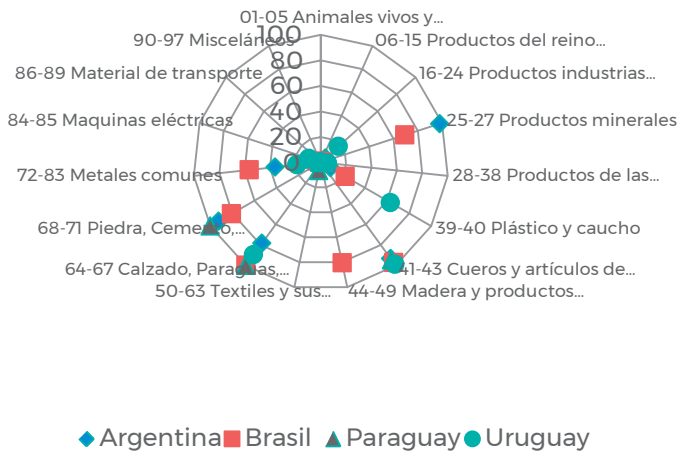 01-05 Animales vivos y…
100
90-97 Misceláneos
06-15 Productos del reino…
80
86-89 Material de transporte
16-24 Productos industrias…
60
40
84-85 Maquinas eléctricas
25-27 Productos minerales
20
0
72-83 Metales comunes
28-38 Productos de las…
68-71 Piedra, Cemento,…
39-40 Plástico y caucho
64-67 Calzado, Paraguas,…
41-43 Cueros y artículos de…
50-63 Textiles y sus…
44-49 Madera y productos…
Argentina Brasil Paraguay Uruguay